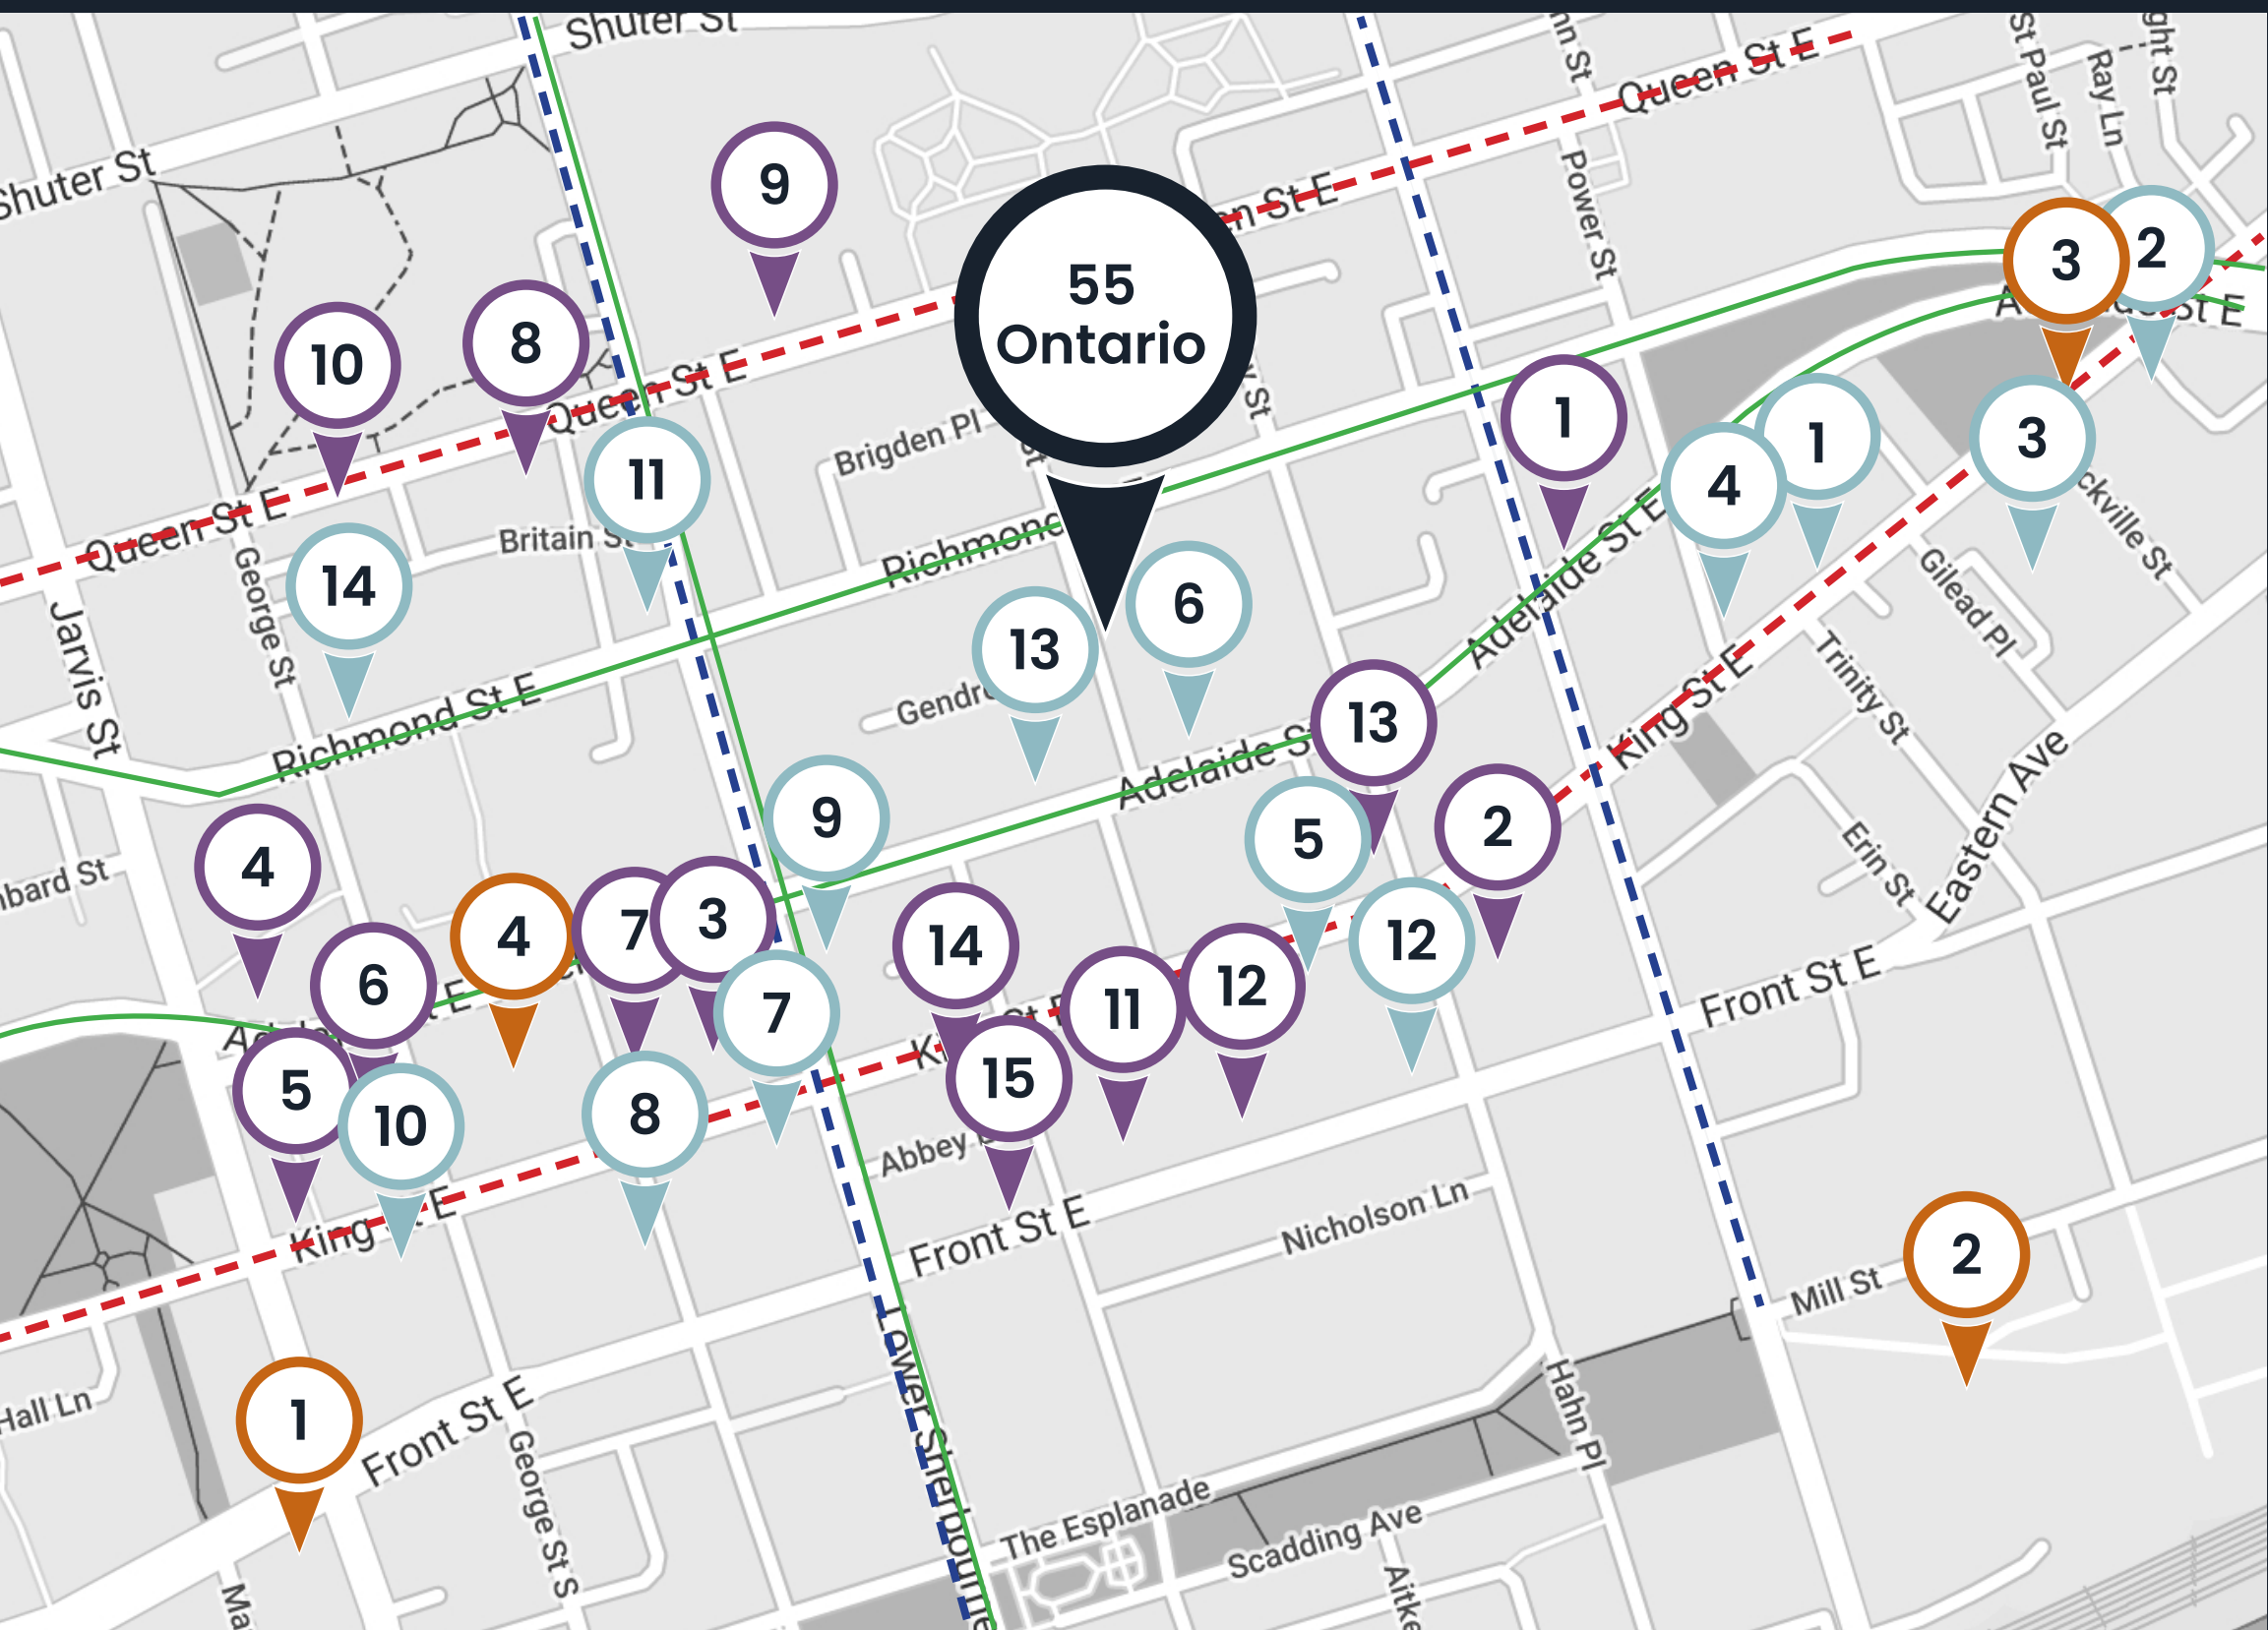 Shuter St
Queen St E
St Paul St
Ray Ln
Shuter St
9
Power St
3
2
55
Ontario
10
8
Queen St E
Brigden Pl
1
1
3
4
11
Queen St E
Britain St
Richmond
Adelaide St E
14
George St
13
6
Gilead Pl
Jarvis St
Trinity St
Richmond St E
13
Adelaide St
King St E
9
5
2
Eastern Ave
Erin St
4
4
7
3
14
12
6
7
11
12
Front St E
5
10
8
15
King St E
Abbey
Front St E
Nicholson Ln
Mill St
2
1
Hall Ln
Front St E
Lower Sherbourne
Hahn Pl
George St S
The Esplanade
Scadding Ave